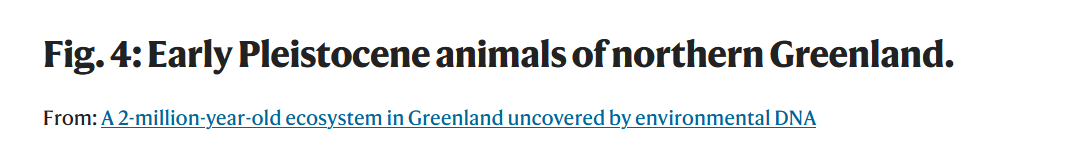 Fig. 4: Early Pleistocene animals of northern Greenland.
From: A 2-million-year-old ecosystem in Greenland uncovered by environmental DNA